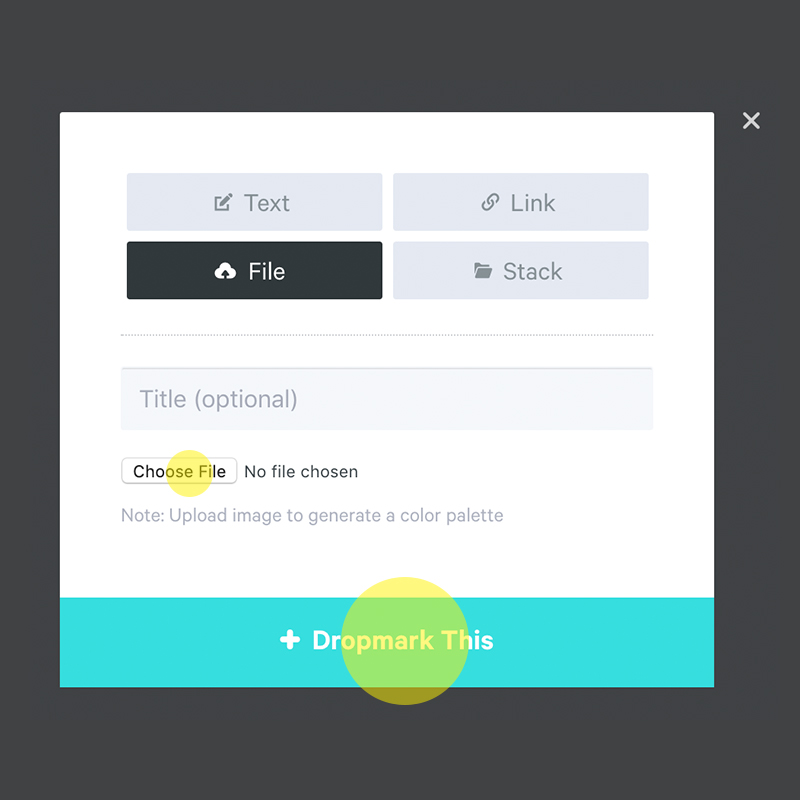 Text
Link
File
Stack
Title (optional)
Choose File No file chosen
Note: Upload image to generate a color palette
Dropmark This